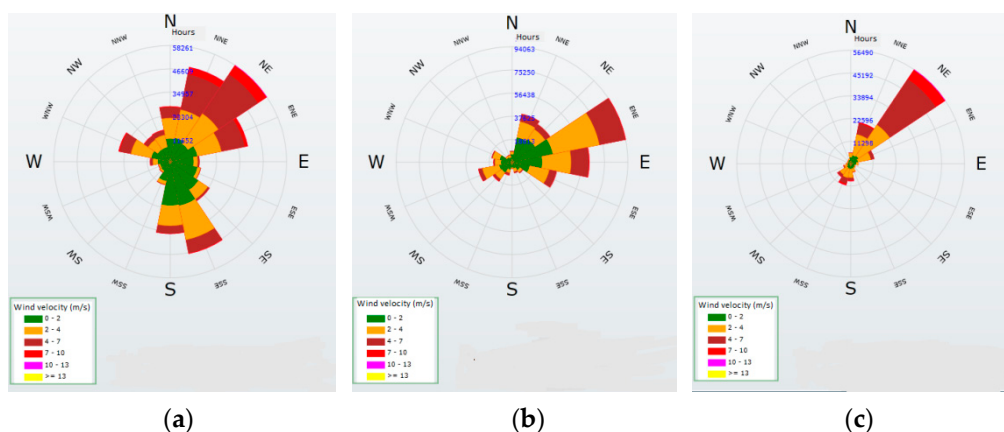 N
Hours
NNW
NNE
58261
NW
NE
34957
WNW
ENE
W
E
WSW
ESE
SW
SE
SSW
SSE
S
Wind velocity (m/s)
0 - 2
2 - 4
4 - 7
7 - 10
10 - 13
>= 13
(a)
N
Hours
NNW
NNE
94063
NW
NE
75250
56438
WNW
ENE
W
E
WSW
ESE
SW
SE
SSW
SSE
S
Wind velocity (m/s)
0 - 2
2 - 4
4 - 7
7 - 10
10 - 13
>= 13
(b)
N
Hours
NNW
NNE
56490
NW
NE
45192
33894
WNW
ENE
22596
11298
W
E
WSW
ESE
SW
SE
SSW
SSE
S
Wind velocity (m/s)
0 - 2
2 - 4
4 - 7
7 - 10
10 - 13
>= 13
(c)